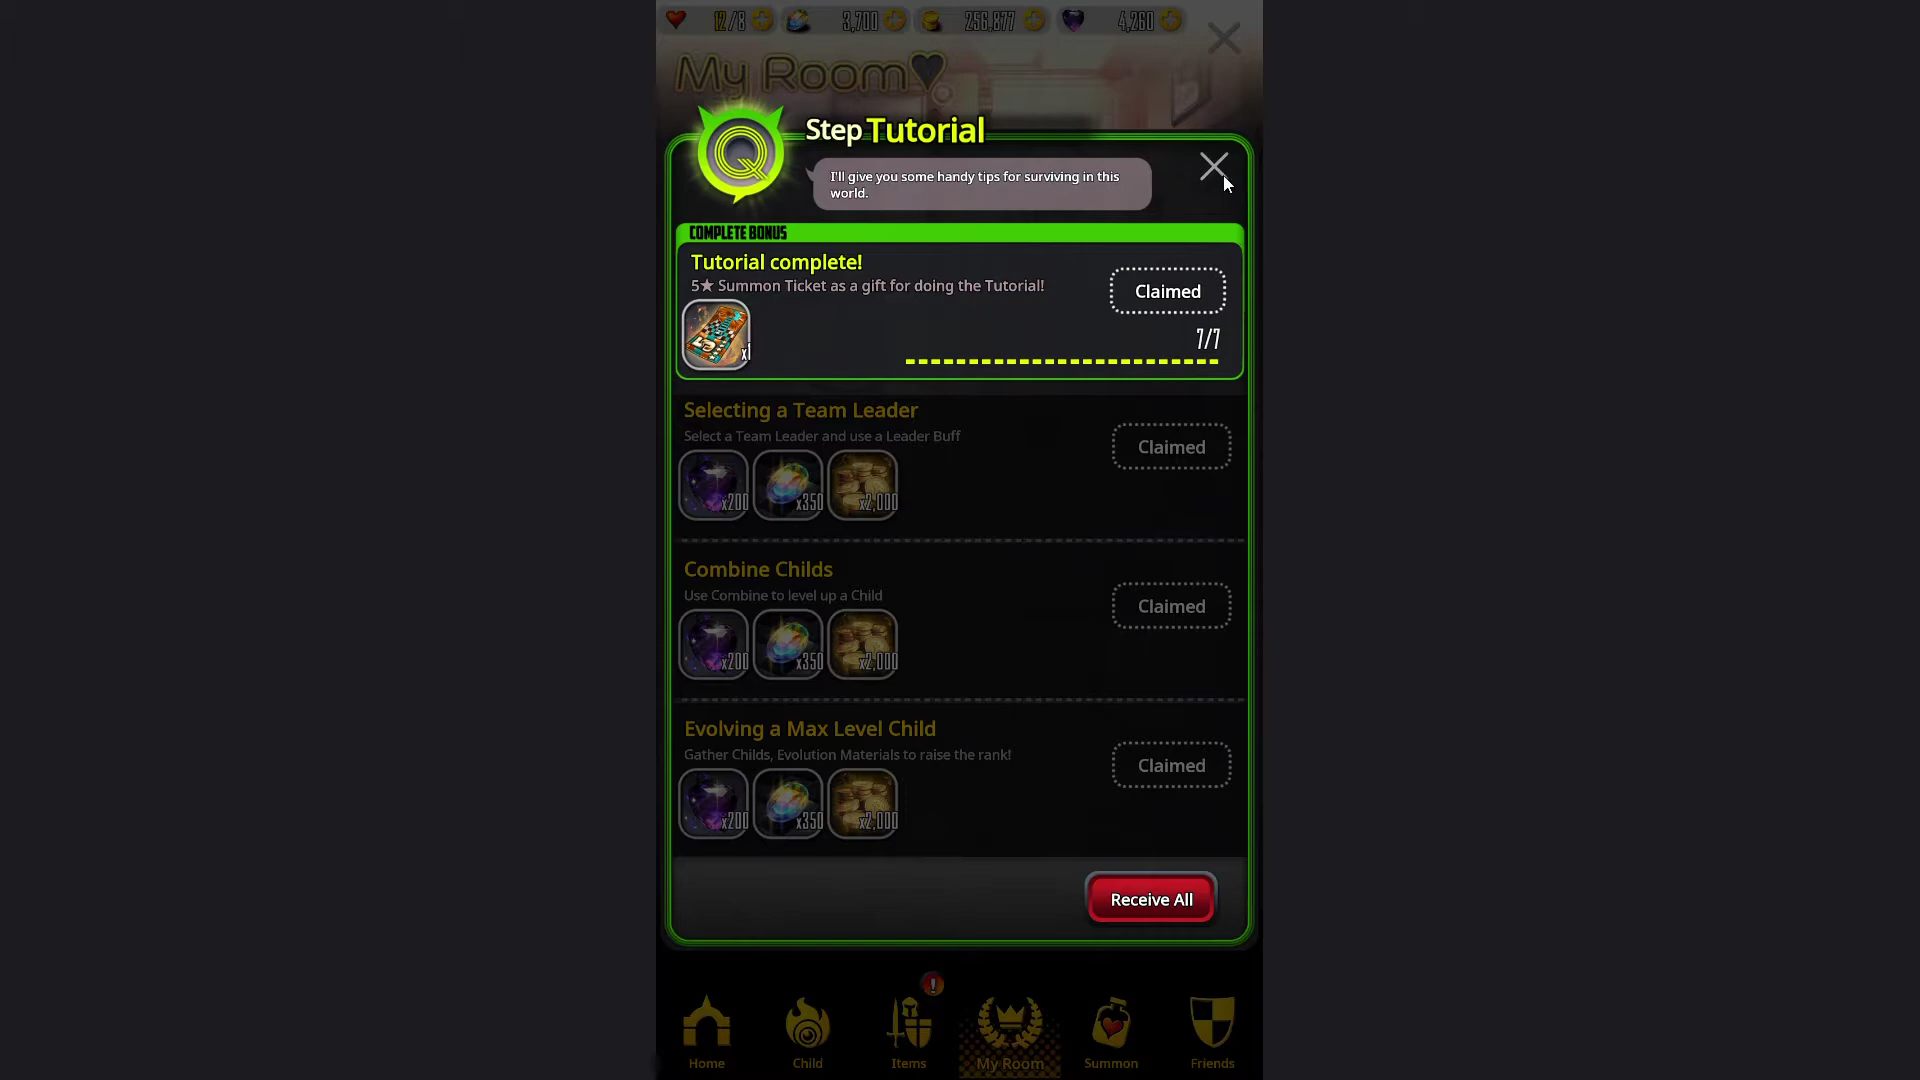 12/8 3,700 256,877 4,260
My Room
Step Tutorial
I'll give you some handy tips for surviving in this
world.
COMPLETE BONUS
Tutorial complete!
5★ Summon Ticket as a gift for doing the Tutorial!
Claimed
x1
7/7
Selecting a Team Leader
Select a Team Leader and use a Leader Buff
Claimed
x200 x350 x2,000
Combine Childs
Use Combine to level up a Child
Claimed
x200 x350 x2,000
Evolving a Max Level Child
Gather Childs, Evolution Materials to raise the rank!
Claimed
x200 x350 x2,000
Receive All
Home Child Items My Room Summon Friends